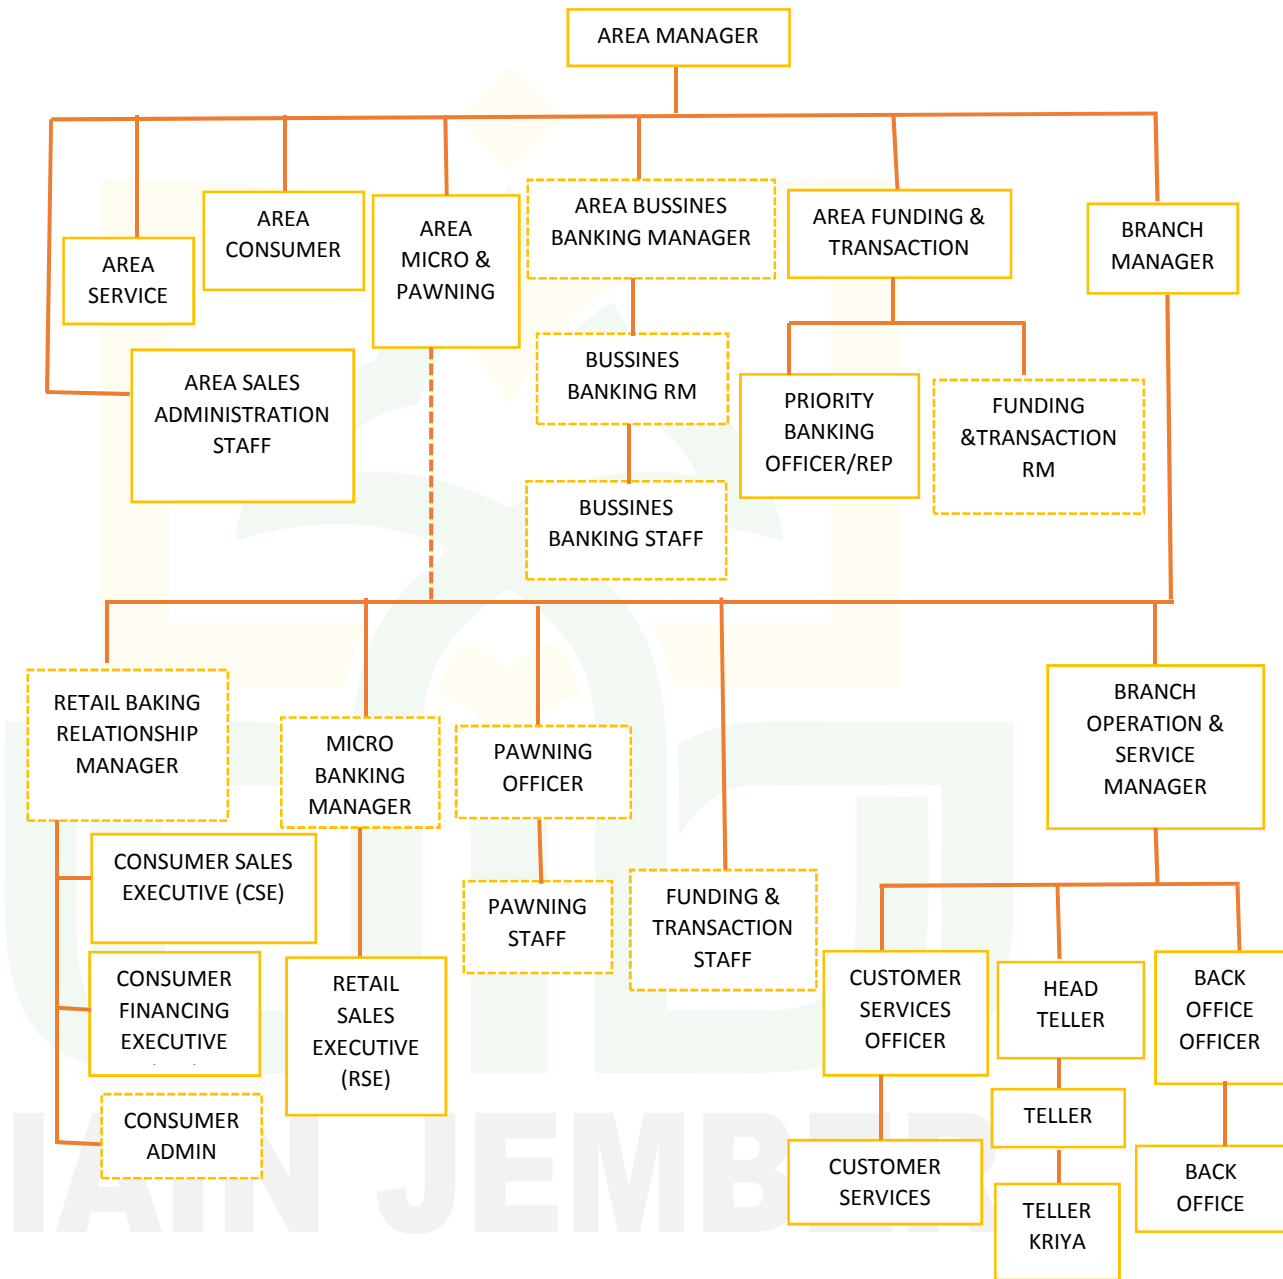 AREA MANAGER
AREA
SERVICE
AREA
CONSUMER
AREA
MICRO &
PAWNING
AREA BUSSINES
BANKING MANAGER
AREA FUNDING &
TRANSACTION
BRANCH
MANAGER
AREA SALES
ADMINISTRATION
STAFF
BUSSINES
BANKING RM
PRIORITY
BANKING
OFFICER/REP
FUNDING
&TRANSACTION
RM
BUSSINES
BANKING STAFF
RETAIL BAKING
RELATIONSHIP
MANAGER
MICRO
BANKING
MANAGER
PAWNING
OFFICER
BRANCH
OPERATION &
SERVICE
MANAGER
CONSUMER SALES
EXECUTIVE (CSE)
PAWNING
STAFF
FUNDING &
TRANSACTION
STAFF
CONSUMER
FINANCING
EXECUTIVE
RETAIL
SALES
EXECUTIVE
(RSE)
CUSTOMER
SERVICES
OFFICER
HEAD
TELLER
BACK
OFFICE
OFFICER
CONSUMER
ADMIN
TELLER
CUSTOMER
SERVICES
TELLER
KRIYA
BACK
OFFICE
IAIN JEMBER